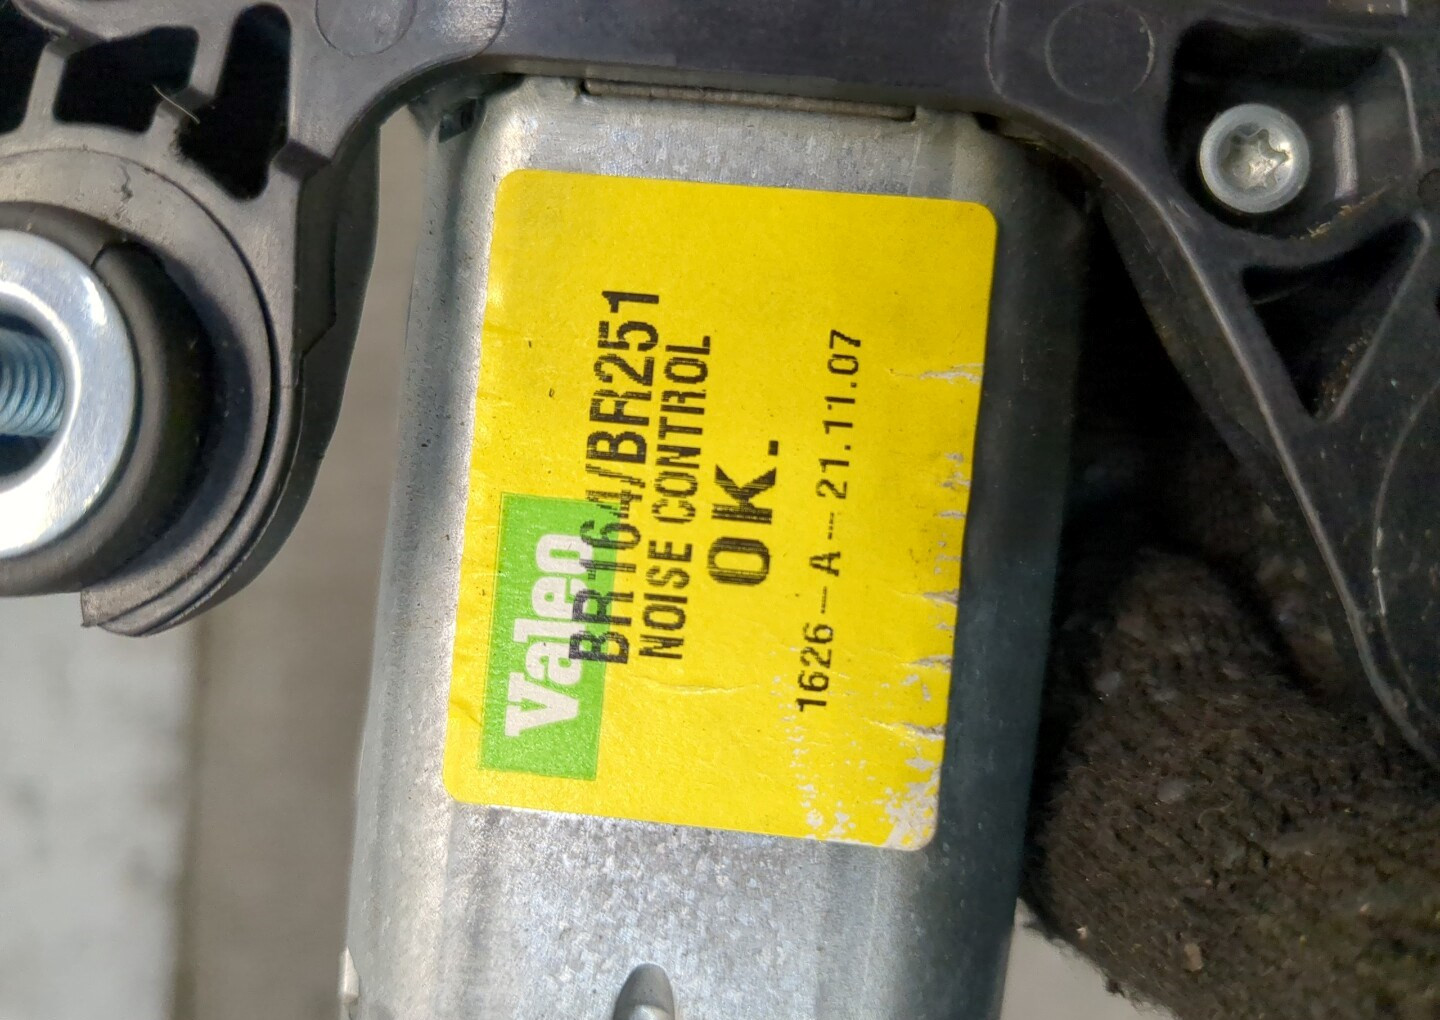 Valeo
BR164/BR251
NOISE CONTROL
OK.
1626-A-21.11.07